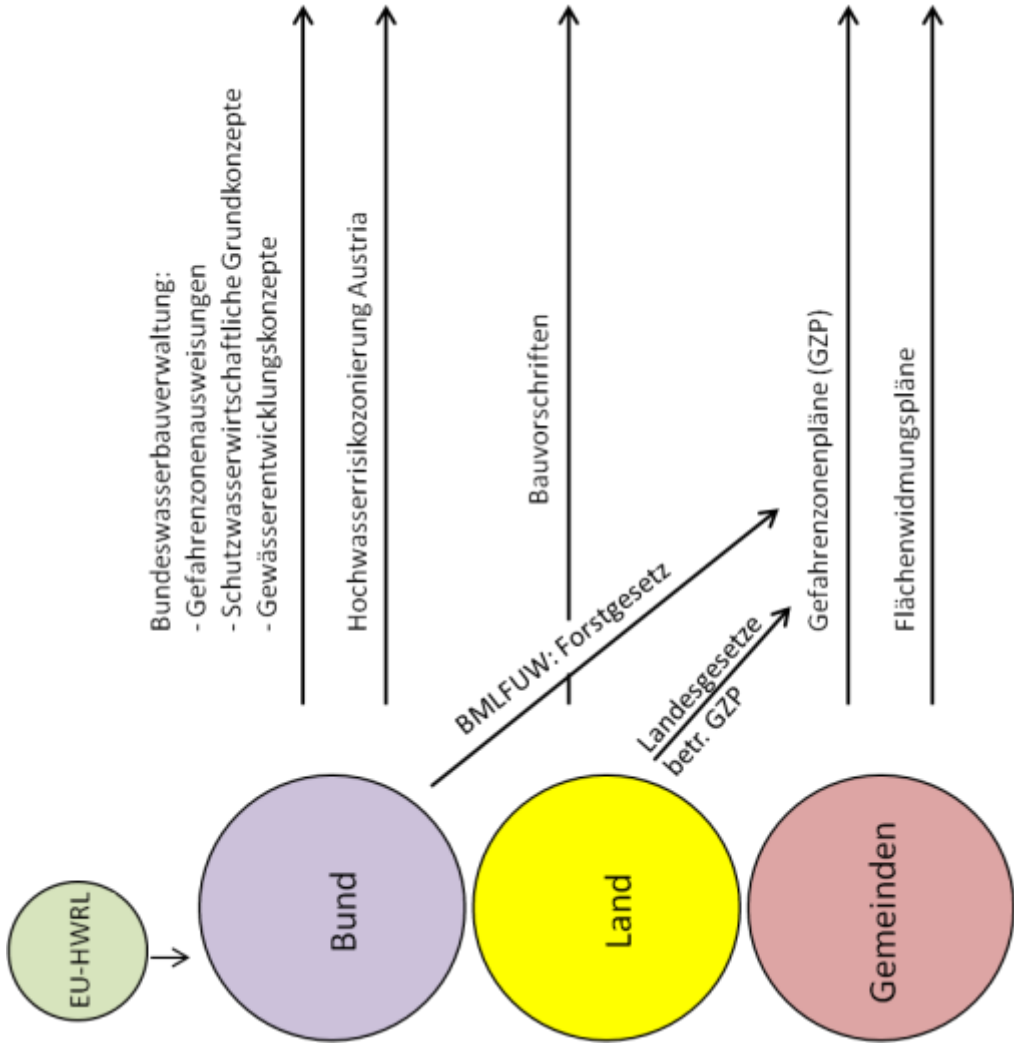 EU-HWRL
Bund
Land
Gemeinden
Bundeswasserbauverwaltung:
- Gefahrenzonenausweisungen
- Schutzwasserwirtschaftliche Grundkonzepte
- Gewässerentwicklungskonzepte
Hochwasserrisikozonierung Austria
Bauvorschriften
BMLFUW: Forstgesetz
Landesgesetze
betr. GZP
Gefahrenzonenpläne (GZP)
Flächenwidmungspläne